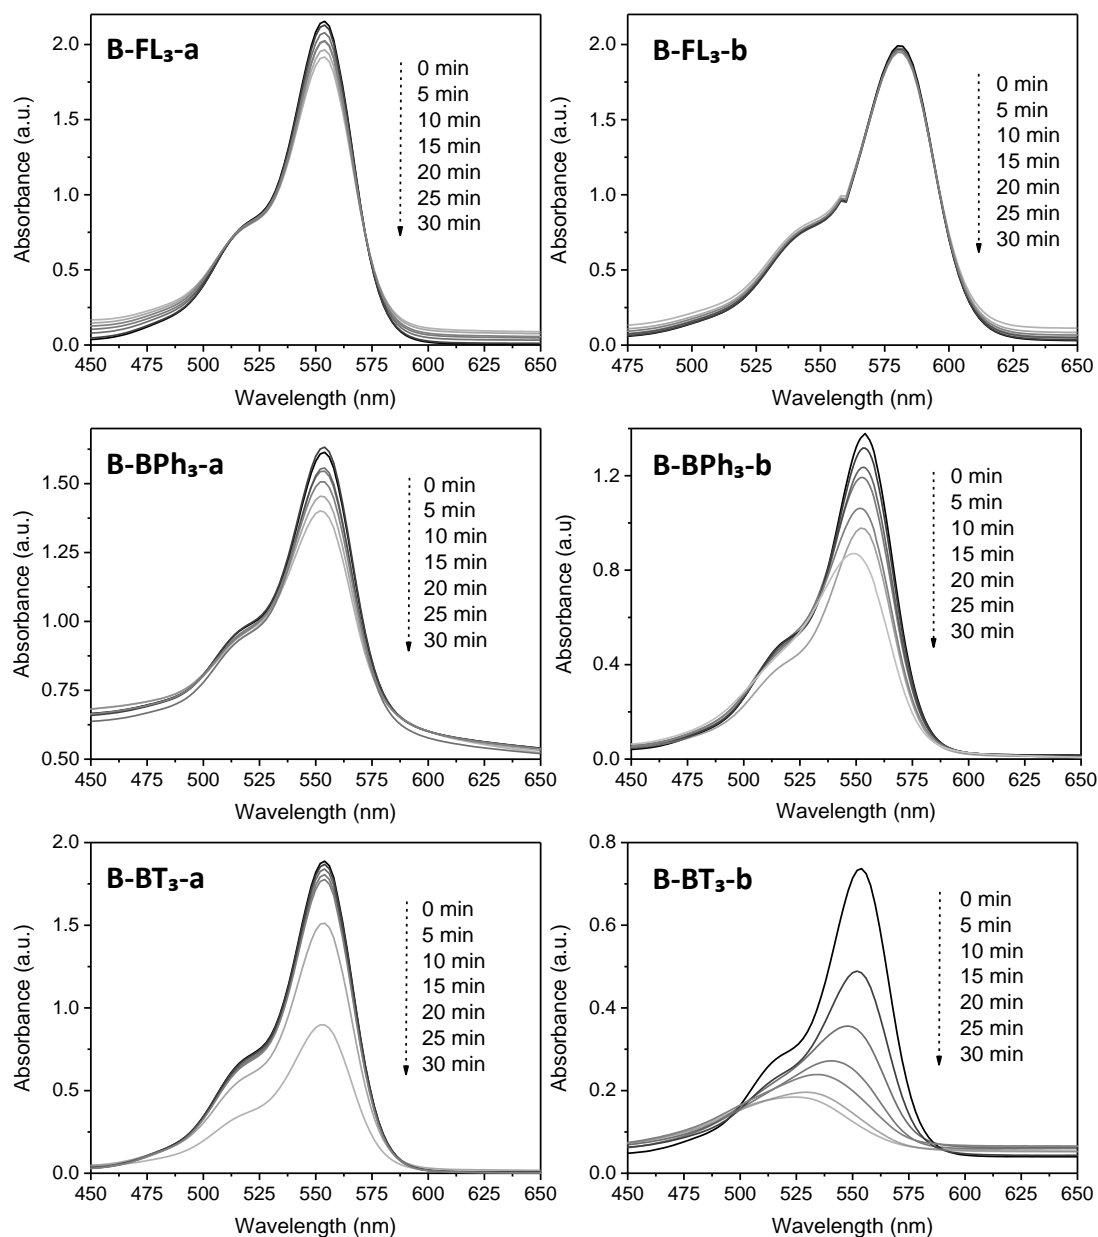 B-FL₃-a
0 min
5 min
10 min
15 min
20 min
25 min
30 min
2.0
1.5
1.0
0.5
0.0
Absorbance (a.u.)
450 475 500 525 550 575 600 625 650
Wavelength (nm)
B-FL₃-b
0 min
5 min
10 min
15 min
20 min
25 min
30 min
2.0
1.5
1.0
0.5
0.0
Absorbance (a.u.)
475 500 525 550 575 600 625 650
Wavelength (nm)
B-BPh₃-a
0 min
5 min
10 min
15 min
20 min
25 min
30 min
1.50
1.25
1.00
0.75
0.50
Absorbance (a.u.)
450 475 500 525 550 575 600 625 650
Wavelength (nm)
B-BPh₃-b
0 min
5 min
10 min
15 min
20 min
25 min
30 min
1.2
0.8
0.4
0.0
Absorbance (a.u)
450 475 500 525 550 575 600 625 650
Wavelength (nm)
B-BT₃-a
0 min
5 min
10 min
15 min
20 min
25 min
30 min
2.0
1.5
1.0
0.5
0.0
Absorbance (a.u.)
450 475 500 525 550 575 600 625 650
Wavelength (nm)
B-BT₃-b
0 min
5 min
10 min
15 min
20 min
25 min
30 min
0.8
0.6
0.4
0.2
0.0
Absorbance (a.u.)
450 475 500 525 550 575 600 625 650
Wavelength (nm)